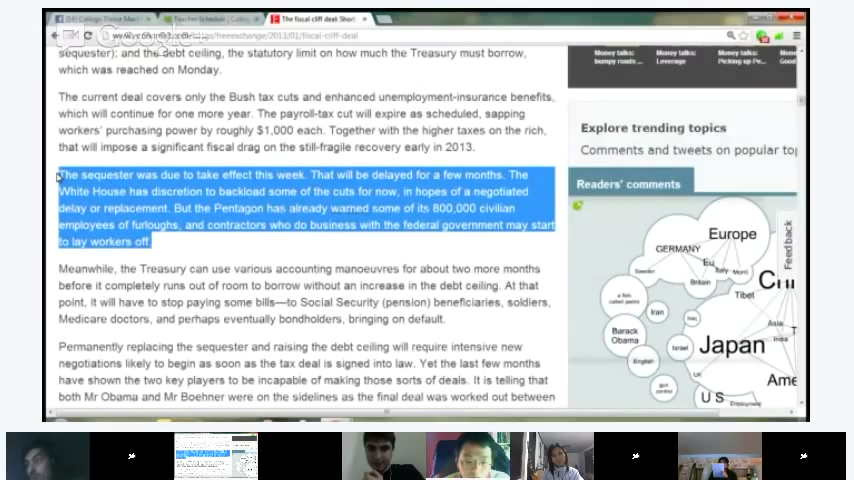 Teacher Schedule | Colleg
The fiscal cliff deal: Short
sequester); and the debt ceiling, the statutory limit on how much the Treasury must borrow,
which was reached on Monday.
The current deal covers only the Bush tax cuts and enhanced unemployment-insurance benefits,
which will continue for one more year. The payroll-tax cut will expire as scheduled, sapping
workers' purchasing power by roughly $1,000 each. Together with the higher taxes on the rich,
that will impose a significant fiscal drag on the still-fragile recovery early in 2013.
The sequester was due to take effect this week. That will be delayed for a few months. The
White House has discretion to backload some of the cuts for now, in hopes of a negotiated
delay or replacement. But the Pentagon has already warned some of its 800,000 civilian
employees of furloughs, and contractors who do business with the federal government may start
to lay workers off.
Meanwhile, the Treasury can use various accounting manoeuvres for about two more months
before it completely runs out of room to borrow without an increase in the debt ceiling. At that
point, it will have to stop paying some bills—to Social Security (pension) beneficiaries, soldiers,
Medicare doctors, and perhaps eventually bondholders, bringing on default.
Permanently replacing the sequester and raising the debt ceiling will require intensive new
negotiations likely to begin as soon as the tax deal is signed into law. Yet the last few months
have shown the two key players to be incapable of making those sorts of deals. It is telling that
both Mr Obama and Mr Boehner were on the sidelines as the final deal was worked out between
Money talks:
bumpy roads ...
Money talks:
Leverage
Money talks:
Picking up Pe...
Explore trending topics
Comments and tweets on popular top
Readers' comments
Feedback
Europe
GERMANY
Eu
Italy
Sweden
Britain
Tibet
Iran
Iraq
Asia
India
Barack
Obama
Israel
Japan
English
UK
gun
control
U S
Ame
Employment